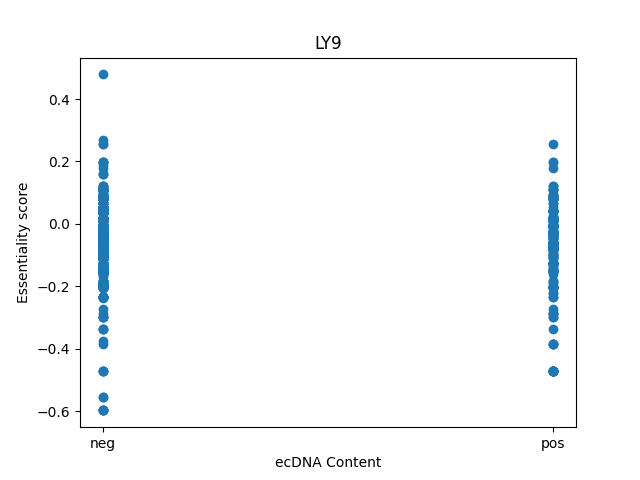 LY9
Essentiality score
0.4
0.2
0.0
−0.2
−0.4
−0.6
neg
pos
ecDNA Content